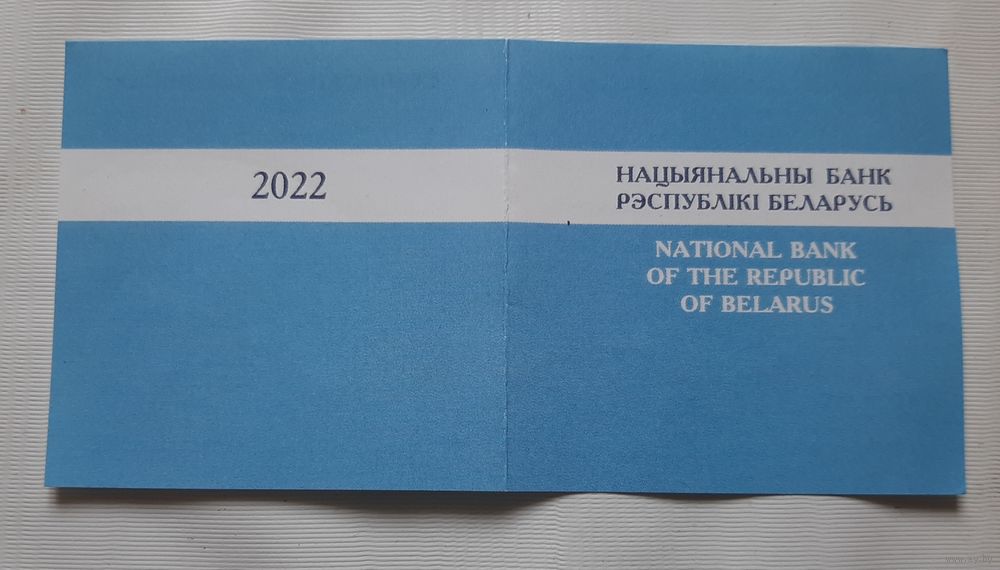 2022
НАЦЫЯНАЛЬНЫ БАНК
РЭСПУБЛІКІ БЕЛАРУСЬ
NATIONAL BANK
OF THE REPUBLIC
OF BELARUS